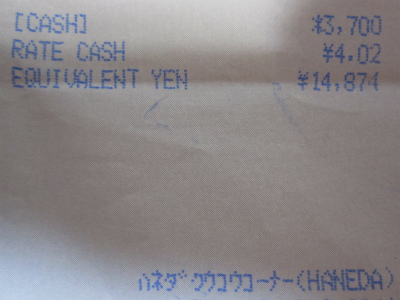 [CASH] ¥3,700
RATE CASH ¥4.02
EQUIVALENT YEN ¥14,874
ﾊﾈﾀﾞｸｳｺｳｺｰﾅｰ(HANEDA)